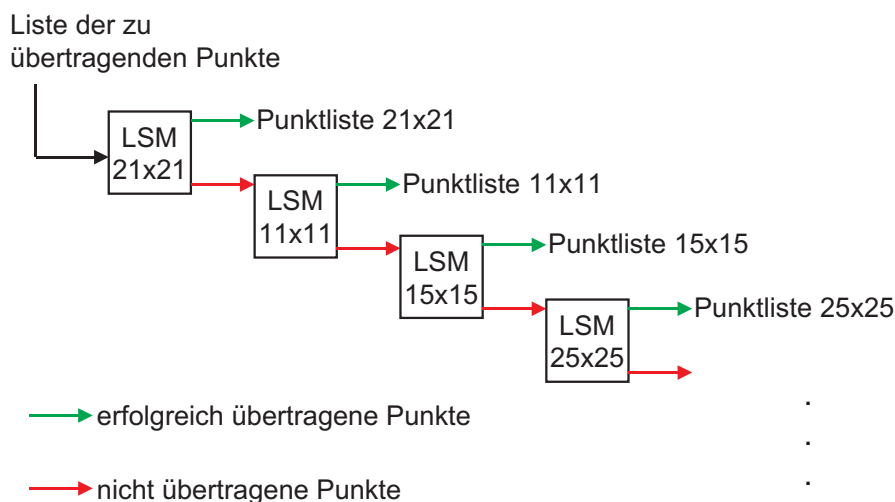 Liste der zu
übertragenden Punkte
LSM
21x21
Punktliste 21x21
LSM
11x11
Punktliste 11x11
LSM
15x15
Punktliste 15x15
LSM
25x25
Punktliste 25x25
erfolgreich übertragene Punkte
nicht übertragene Punkte